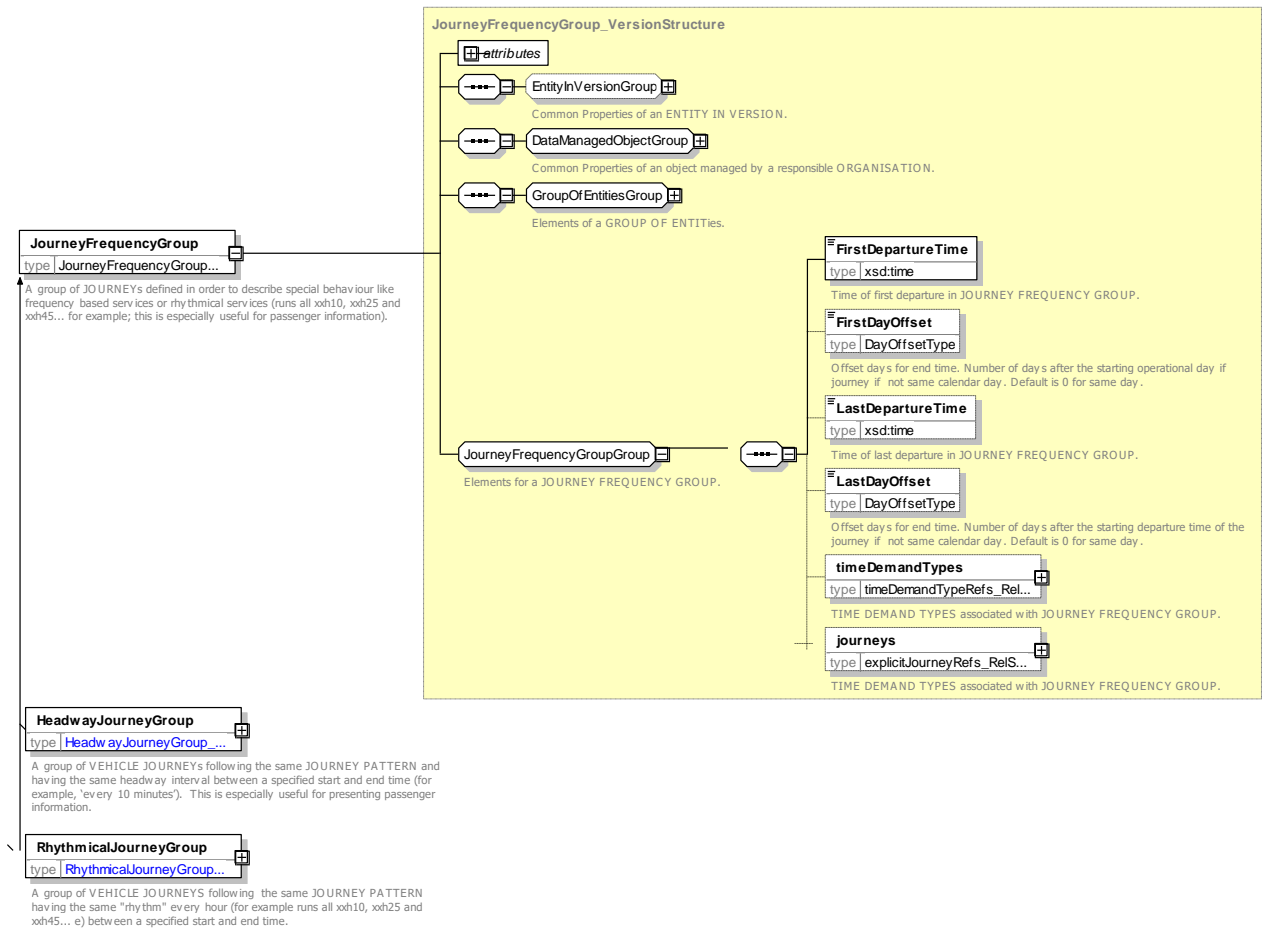 JourneyFrequencyGroup_VersionStructure
attributes
EntityInVersionGroup
Common Properties of an ENTITY IN VERSION.
DataManagedObjectGroup
Common Properties of an object managed by a responsible ORGANISATION.
GroupOfEntitiesGroup
Elements of a GROUP OF ENTITies.
JourneyFrequencyGroup
type JourneyFrequencyGroup...
A group of JOURNEYs defined in order to describe special behaviour like
frequency based services or rhythmical services (runs all xxh10, xxh25 and
xxh45... for example; this is especially useful for passenger information).
FirstDepartureTime
type xsd:time
Time of first departure in JOURNEY FREQUENCY GROUP.
FirstDayOffset
type DayOffsetType
Offset days for end time. Number of days after the starting operational day if
journey if not same calendar day. Default is 0 for same day.
LastDepartureTime
type xsd:time
Time of last departure in JOURNEY FREQUENCY GROUP.
JourneyFrequencyGroupGroup
Elements for a JOURNEY FREQUENCY GROUP.
LastDayOffset
type DayOffsetType
Offset days for end time. Number of days after the starting departure time of the
journey if not same calendar day. Default is 0 for same day.
timeDemandTypes
type timeDemandTypeRefs_Rel...
TIME DEMAND TYPES associated with JOURNEY FREQUENCY GROUP.
journeys
type explicitJourneyRefs_RelS...
TIME DEMAND TYPES associated with JOURNEY FREQUENCY GROUP.
HeadwayJourneyGroup
type HeadwayJourneyGroup_...
A group of VEHICLE JOURNEYs following the same JOURNEY PATTERN and
having the same headway interval between a specified start and end time (for
example, ‘every 10 minutes’). This is especially useful for presenting passenger
information.
RhythmicalJourneyGroup
type RhythmicalJourneyGroup...
A group of VEHICLE JOURNEYS following the same JOURNEY PATTERN
having the same "rhythm" every hour (for example runs all xxh10, xxh25 and
xxh45... e) between a specified start and end time.